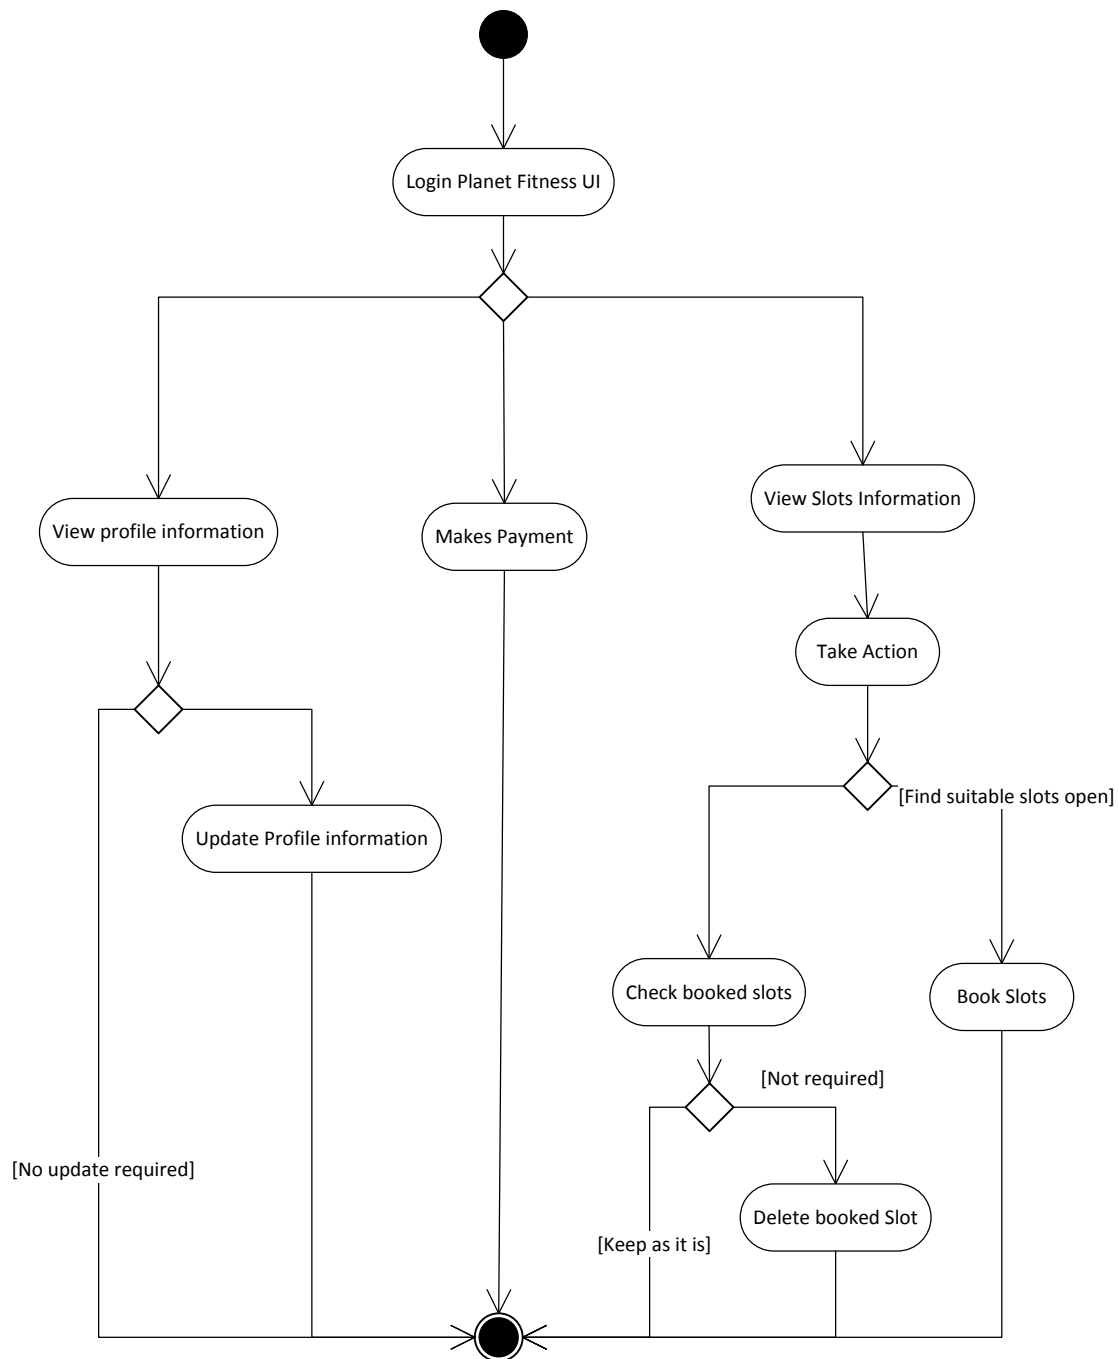 Login Planet Fitness UI
View Slots Information
View profile information
Makes Payment
Take Action
[Find suitable slots open]
Update Profile information
Check booked slots
Book Slots
[Not required]
[No update required]
Delete booked Slot
[Keep as it is]